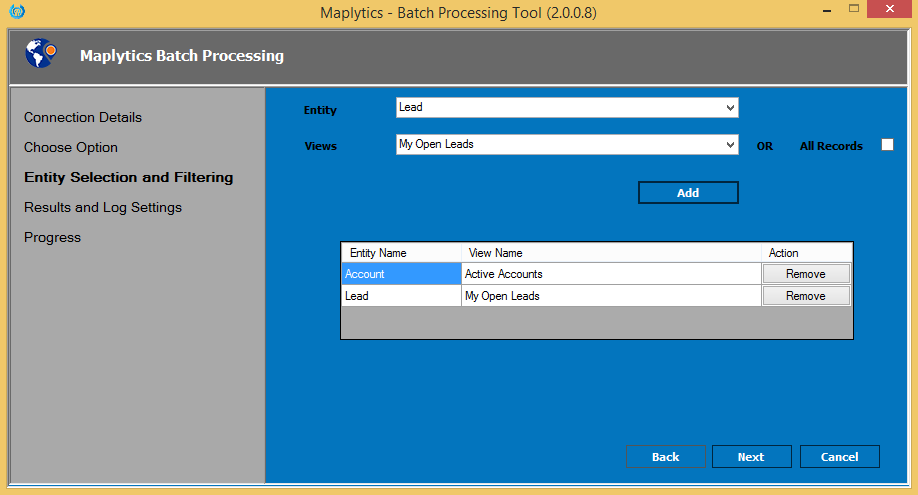 Maplytics - Batch Processing Tool (2.0.0.8)
Maplytics Batch Processing
Connection Details
Choose Option
Entity Selection and Filtering
Results and Log Settings
Progress
Entity Lead
Views My Open Leads OR All Records
Add
Entity Name View Name Action
Account Active Accounts Remove
Lead My Open Leads Remove
Back Next Cancel